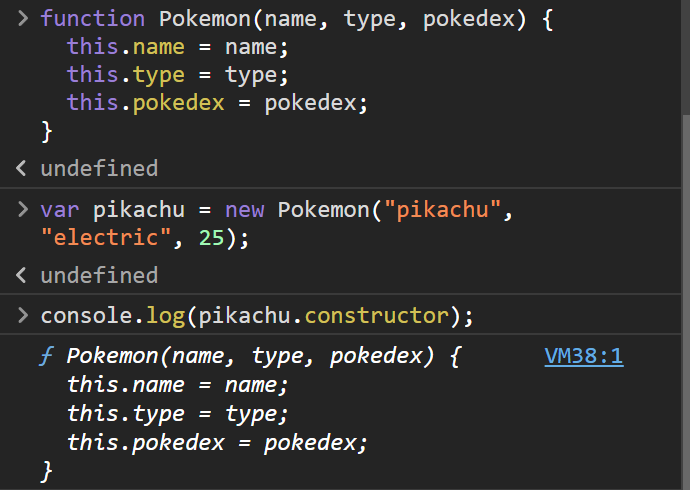 > function Pokemon(name, type, pokedex) {
  this.name = name;
  this.type = type;
  this.pokedex = pokedex;
}
< undefined
> var pikachu = new Pokemon("pikachu",
"electric", 25);
< undefined
> console.log(pikachu.constructor);
ƒ Pokemon(name, type, pokedex) { VM38:1
  this.name = name;
  this.type = type;
  this.pokedex = pokedex;
}